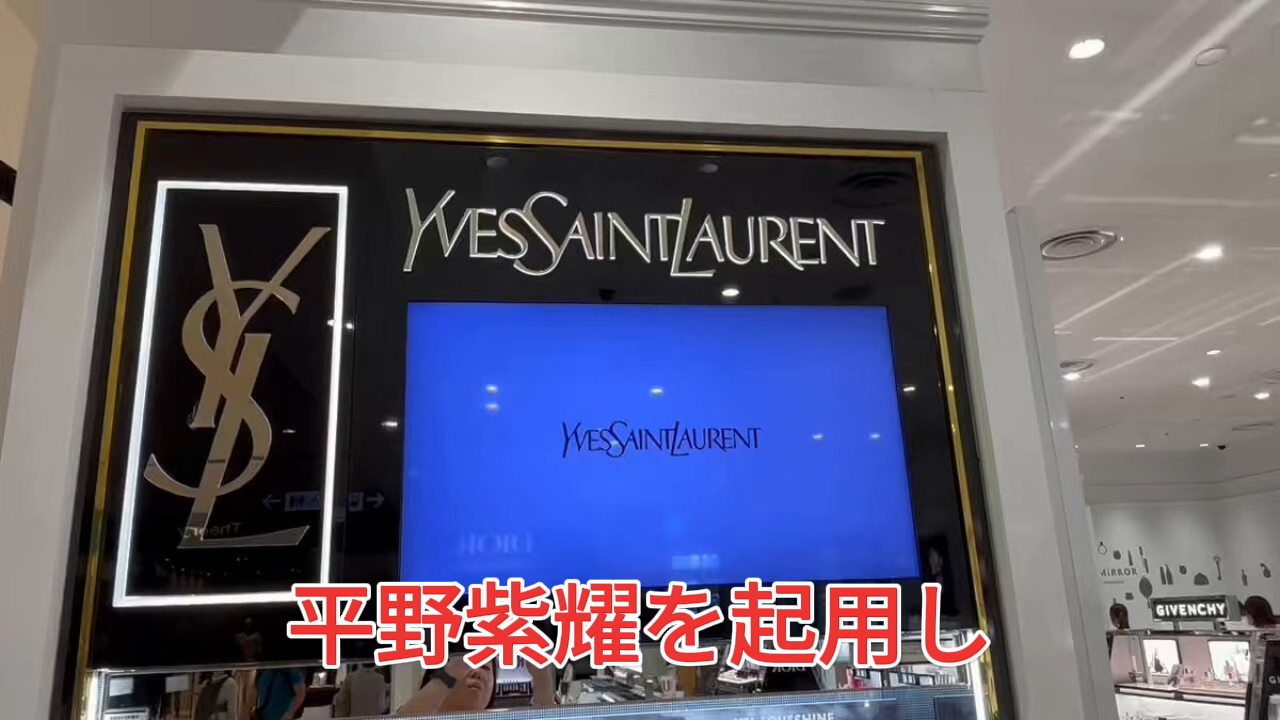 YVESSAINTLAURENT
YSL
YVESSAINTLAURENT
MiRROR
GIVENCHY
平野紫耀を起用し